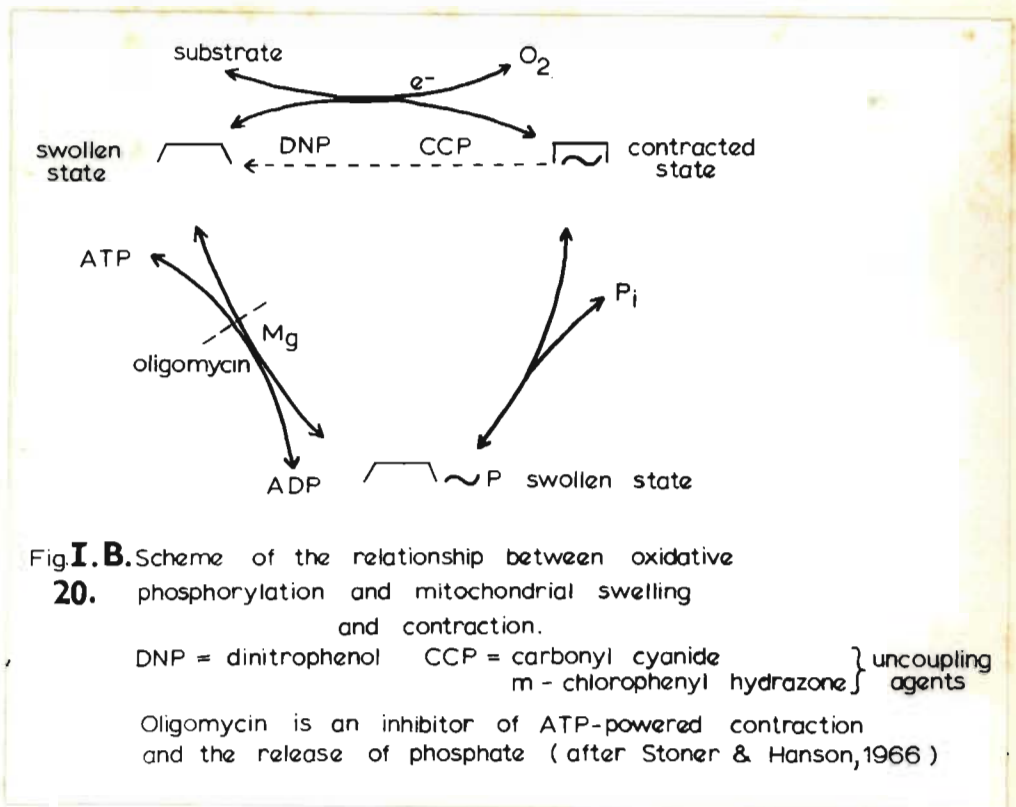 substrate
O2
e-
swollen
state
DNP
CCP
contracted
state
~
ATP
Pi
Mg
oligomycin
ADP
~P swollen state
Fig. I.B. Scheme of the relationship between oxidative
20. phosphorylation and mitochondrial swelling
and contraction.
DNP = dinitrophenol CCP = carbonyl cyanide
m - chlorophenyl hydrazone } uncoupling
agents
Oligomycin is an inhibitor of ATP-powered contraction
and the release of phosphate ( after Stoner & Hanson, 1966 )